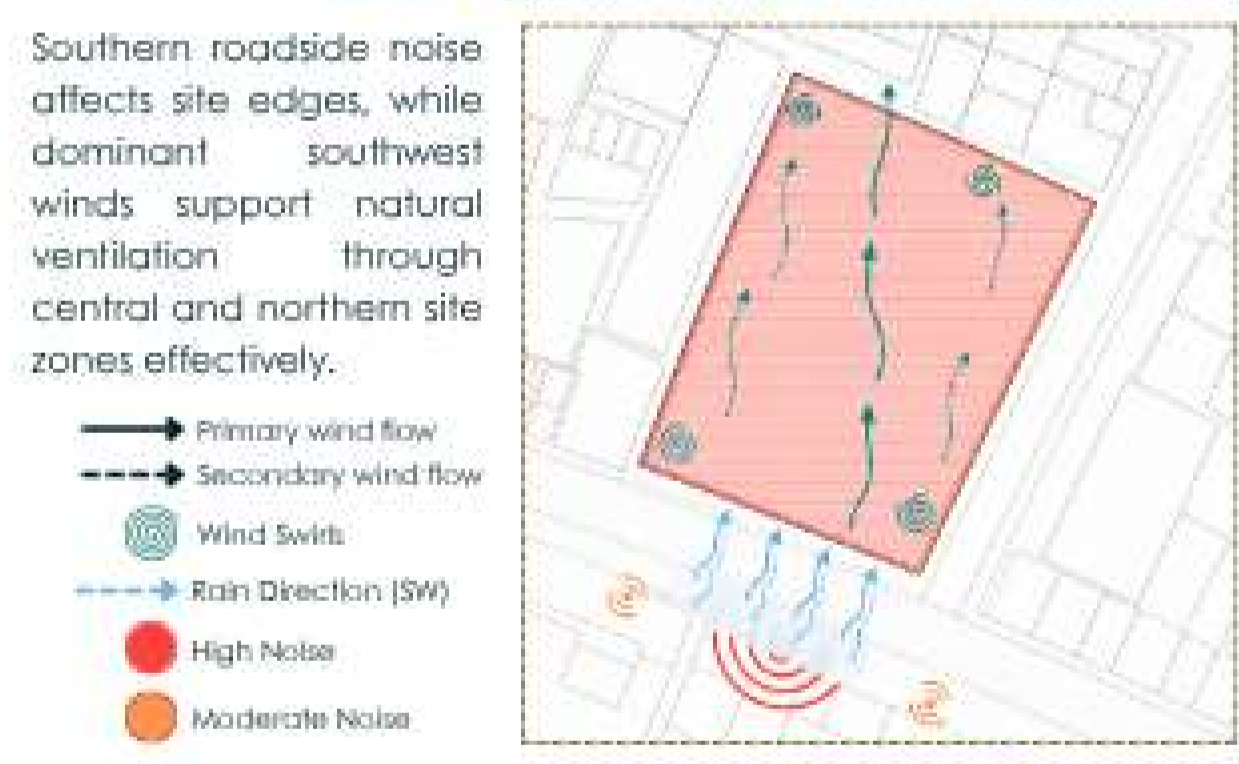 Southern roadside noise
affects site edges, while
dominant southwest
winds support natural
ventilation through
central and northern site
zones effectively.
Primary wind flow
Secondary wind flow
Wind Swirls
Rain Direction (SW)
High Noise
Moderate Noise